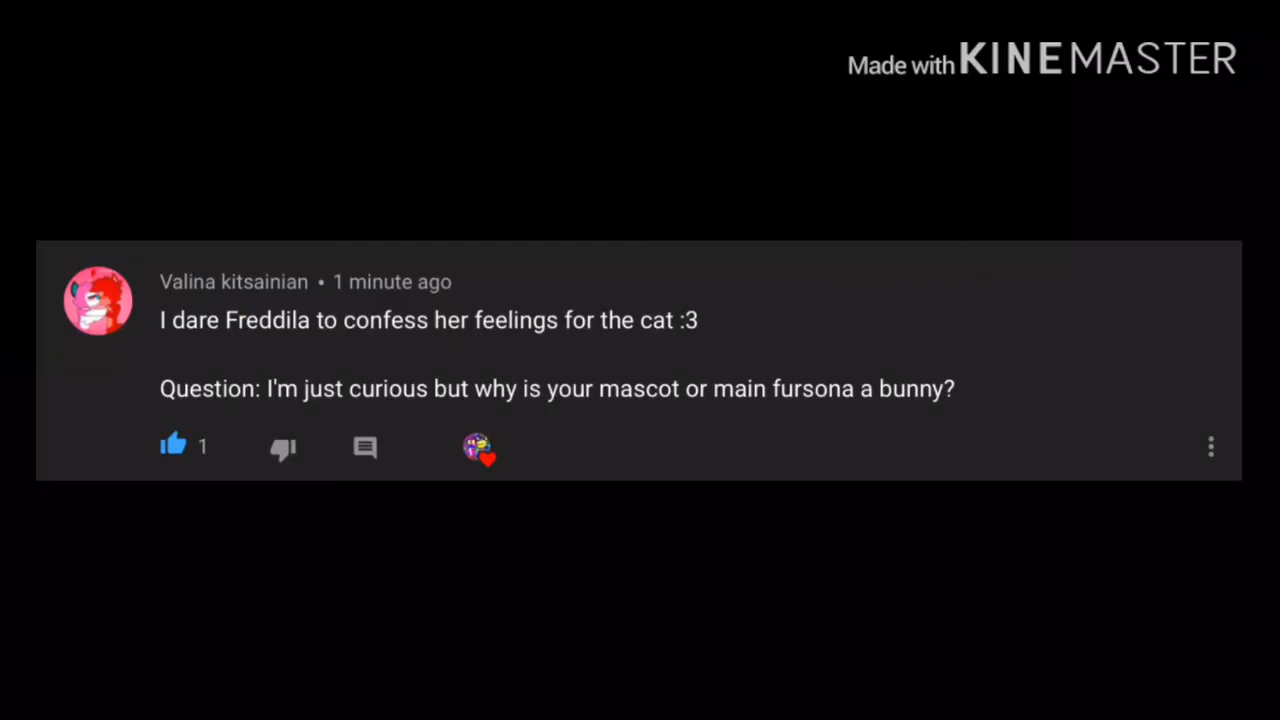 Made with KINEMASTER
Valina kitsainian • 1 minute ago
I dare Freddila to confess her feelings for the cat :3
Question: I'm just curious but why is your mascot or main fursona a bunny?
1